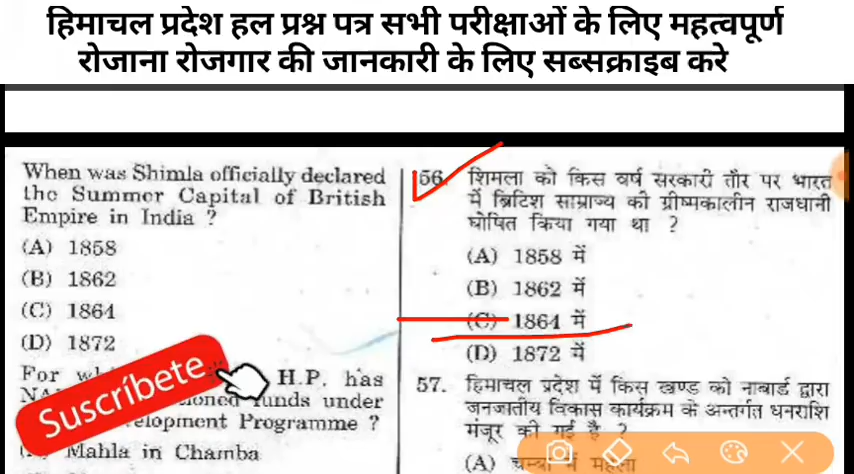 हिमाचल प्रदेश हल प्रश्न पत्र सभी परीक्षाओं के लिए महत्वपूर्ण
रोजाना रोजगार की जानकारी के लिए सब्सक्राइब करे
When was Shimla officially declared
the Summer Capital of British
Empire in India ?
(A) 1858
(B) 1862
(C) 1864
(D) 1872
For
H.P. has
funds under
Programme ?
Mahla in Chamba
Suscríbete
56. शिमला को किस वर्ष सरकारी तौर पर भारत
में ब्रिटिश साम्राज्य की ग्रीष्मकालीन राजधानी
घोषित किया गया था ?
(A) 1858 में
(B) 1862 में
(C) 1864 में
(D) 1872 में
57. हिमाचल प्रदेश में किस खण्ड को नाबार्ड द्वारा
जनजातीय विकास कार्यक्रम के अन्तर्गत धनराशि
मंजूर की गई है ?
(A) चम्बा में महला